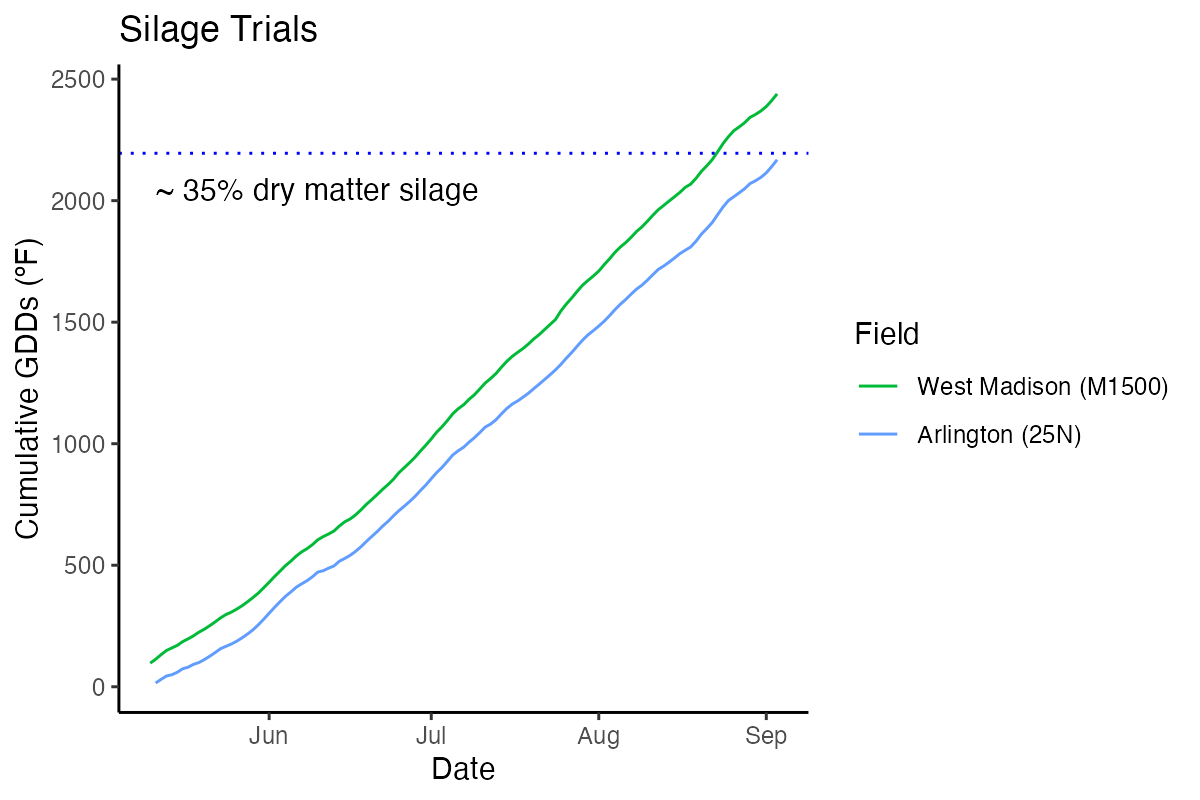 Silage Trials
2500
2000
1500
1000
500
0
Cumulative GDDs (°F)
~ 35% dry matter silage
Jun
Jul
Aug
Sep
Date
Field
West Madison (M1500)
Arlington (25N)